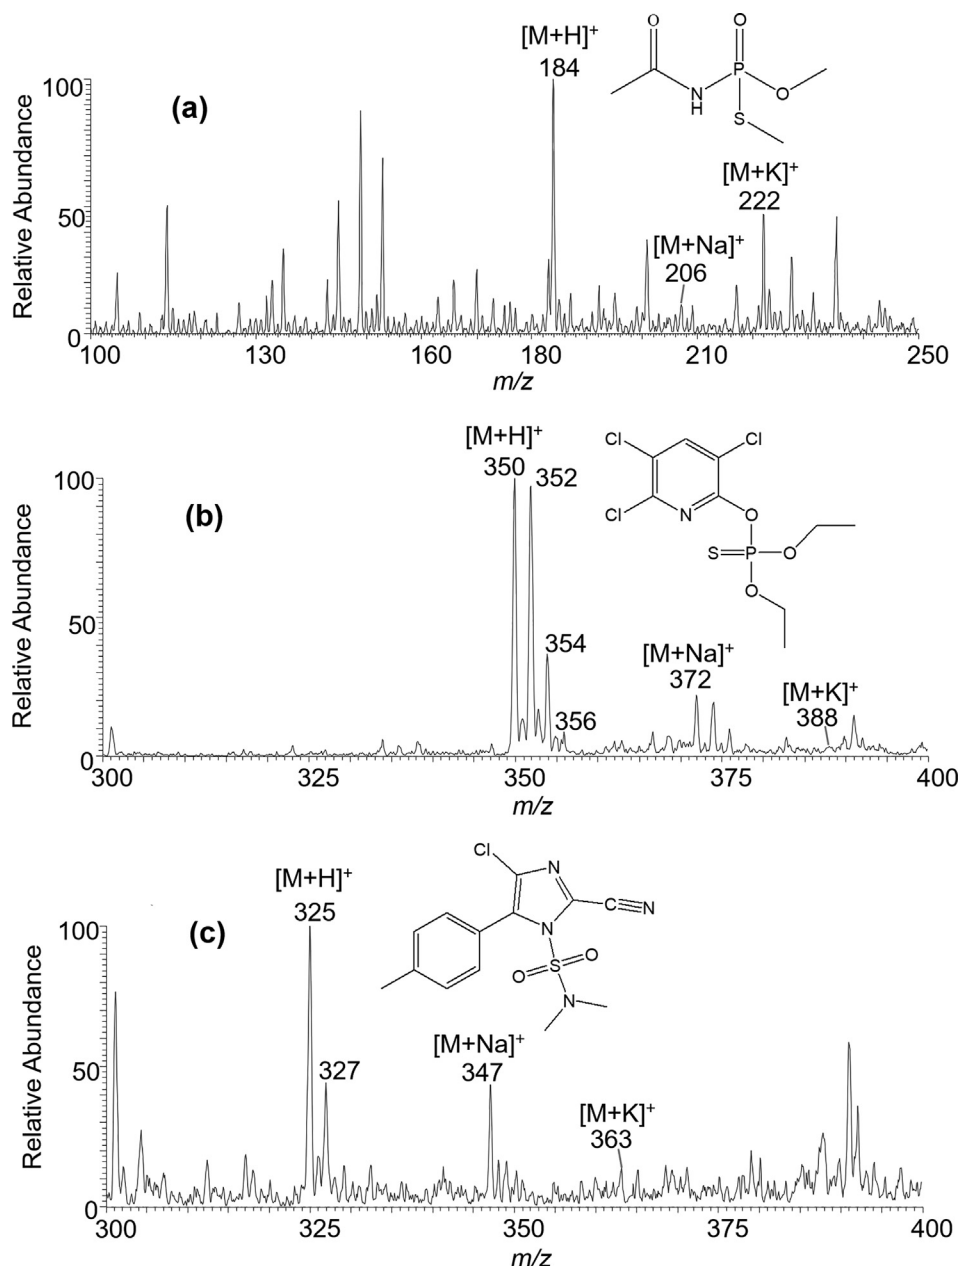 (a)
[M+H]⁺
184
[M+K]⁺
222
[M+Na]⁺
206
Relative Abundance
100
50
0
100
130
160
180
210
250
m/z
O
O
N
H
P
O
S
(b)
[M+H]⁺
350
352
354
356
[M+Na]⁺
372
[M+K]⁺
388
Relative Abundance
100
50
0
300
325
350
375
400
m/z
Cl
Cl
Cl
N
O
S
P
O
O
(c)
[M+H]⁺
325
327
[M+Na]⁺
347
[M+K]⁺
363
Relative Abundance
100
50
0
300
325
350
375
400
m/z
Cl
N
C
N
N
O
S
O
N